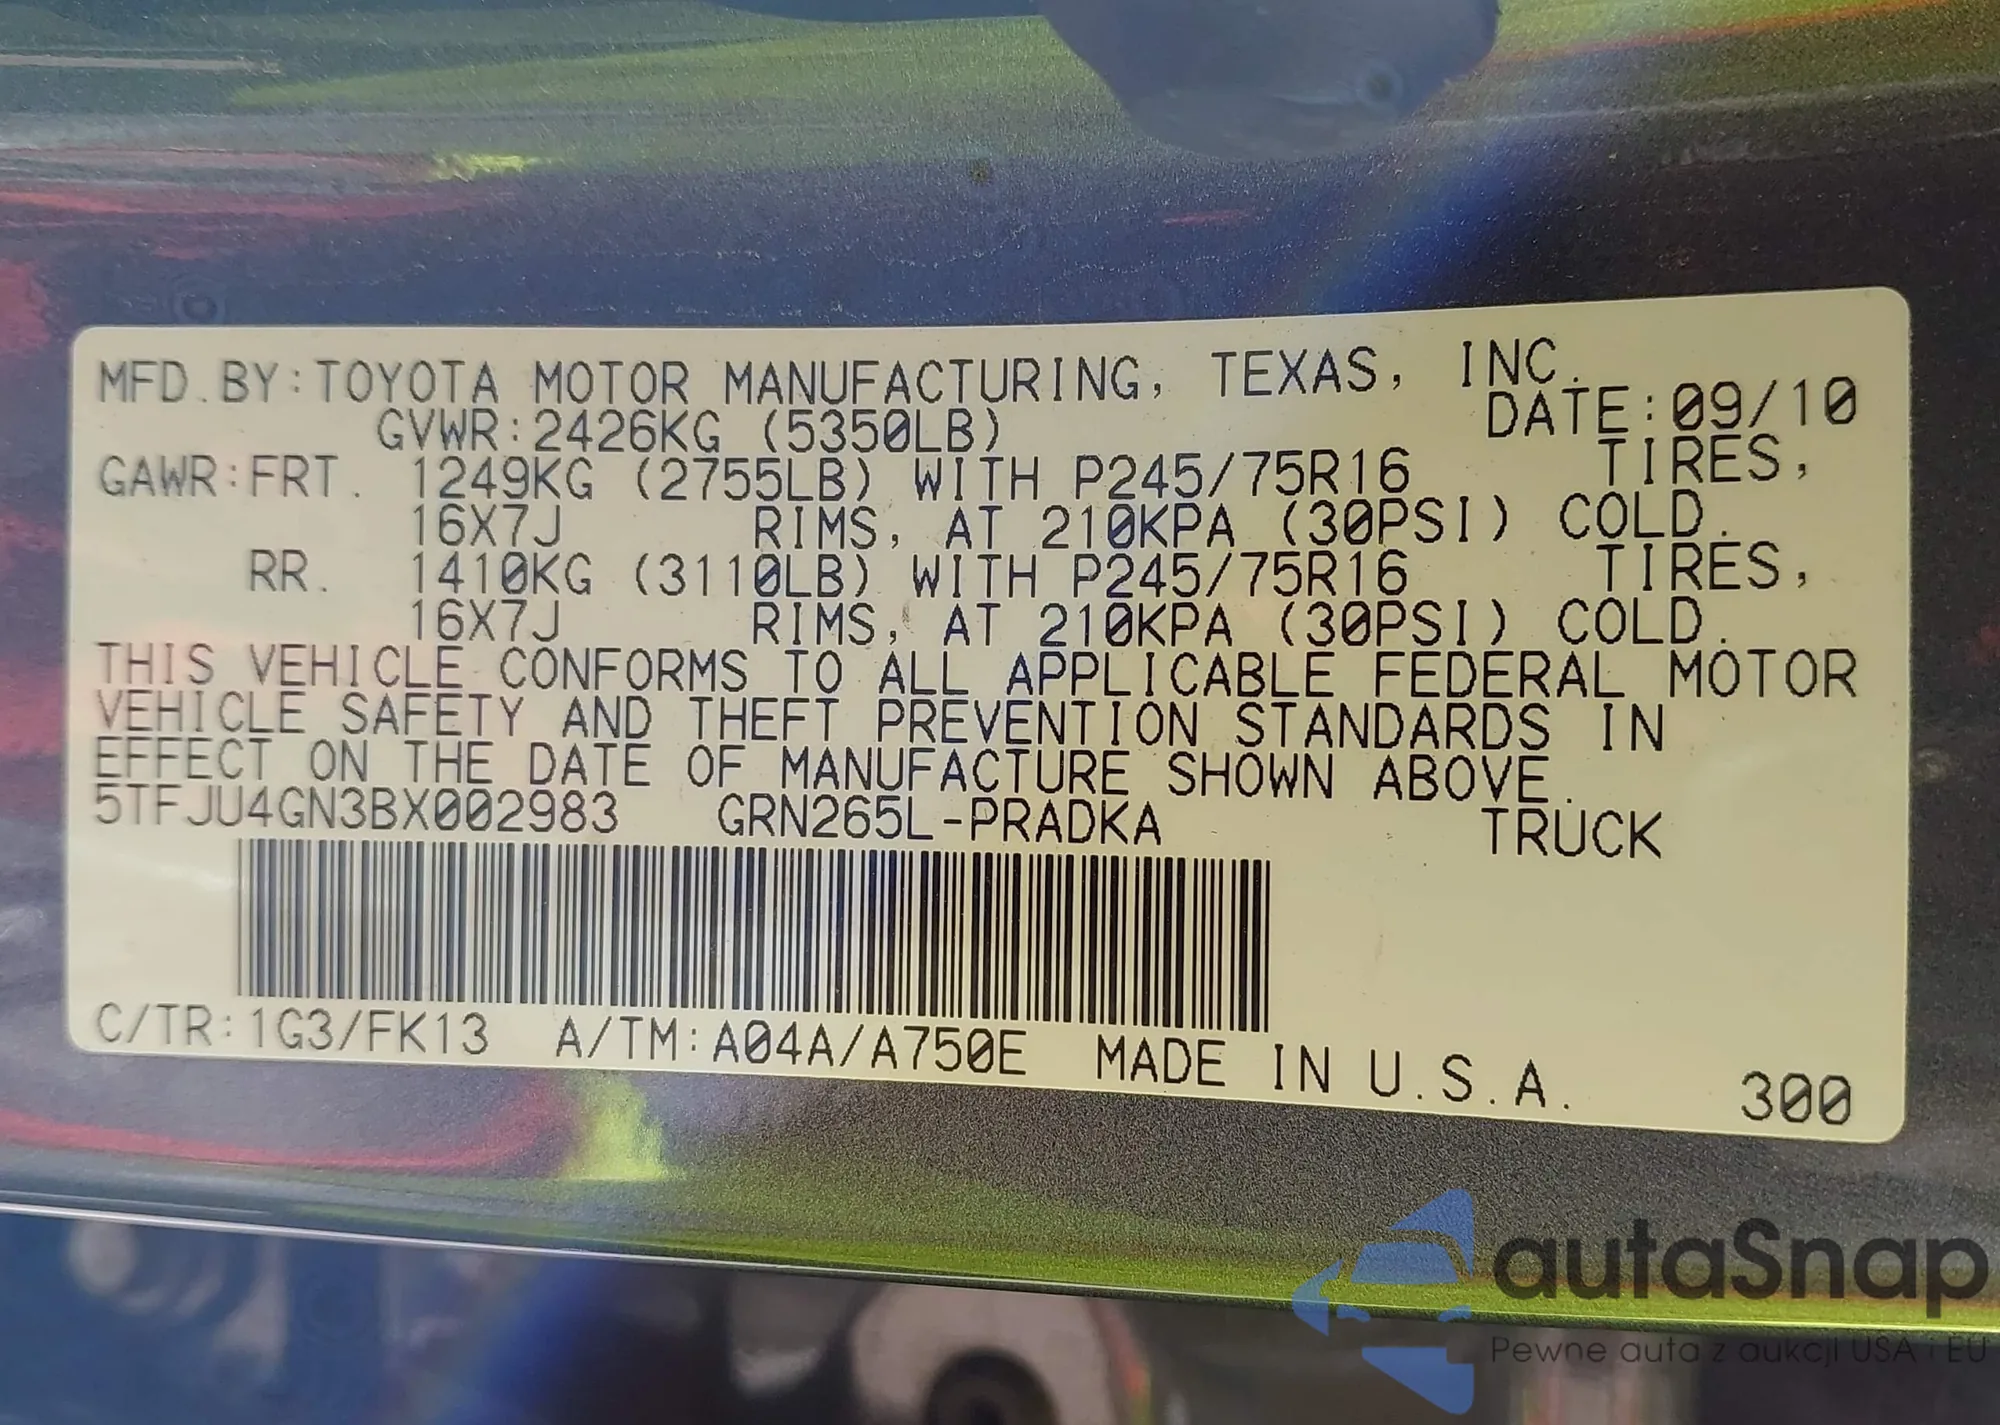 MFD.BY:TOYOTA MOTOR MANUFACTURING, TEXAS, INC.
GVWR:2426KG (5350LB) DATE:09/10
GAWR:FRT. 1249KG (2755LB) WITH P245/75R16 TIRES,
16X7J RIMS, AT 210KPA (30PSI) COLD.
RR. 1410KG (3110LB) WITH P245/75R16 TIRES,
16X7J RIMS, AT 210KPA (30PSI) COLD.
THIS VEHICLE CONFORMS TO ALL APPLICABLE FEDERAL MOTOR
VEHICLE SAFETY AND THEFT PREVENTION STANDARDS IN
EFFECT ON THE DATE OF MANUFACTURE SHOWN ABOVE.
5TFJU4GN3BX002983 GRN265L-PRADKA TRUCK
C/TR:1G3/FK13 A/TM:A04A/A750E MADE IN U.S.A. 300
autaSnap
Pewne auta z aukcji USA i EU